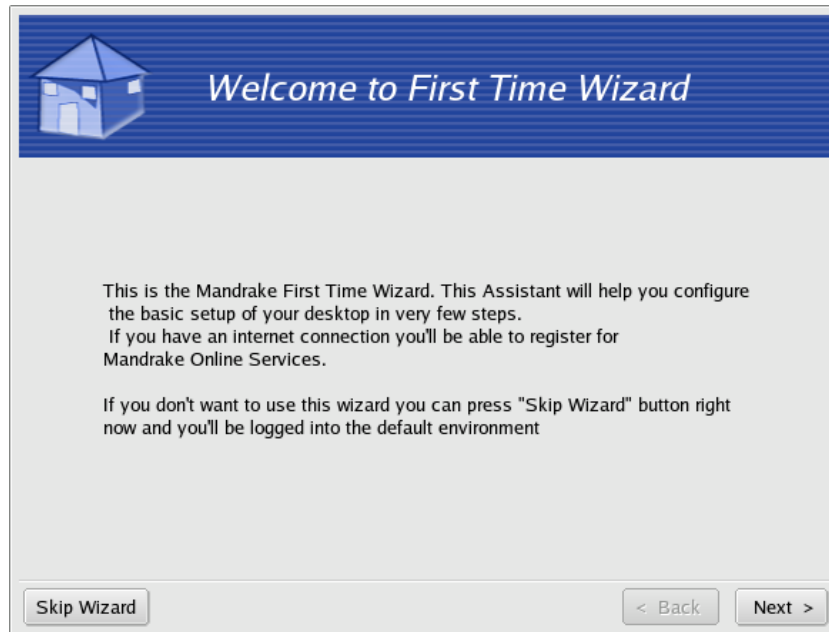 Welcome to First Time Wizard
This is the Mandrake First Time Wizard. This Assistant will help you configure
the basic setup of your desktop in very few steps.
If you have an internet connection you'll be able to register for
Mandrake Online Services.
If you don't want to use this wizard you can press "Skip Wizard" button right
now and you'll be logged into the default environment
Skip Wizard
< Back
Next >